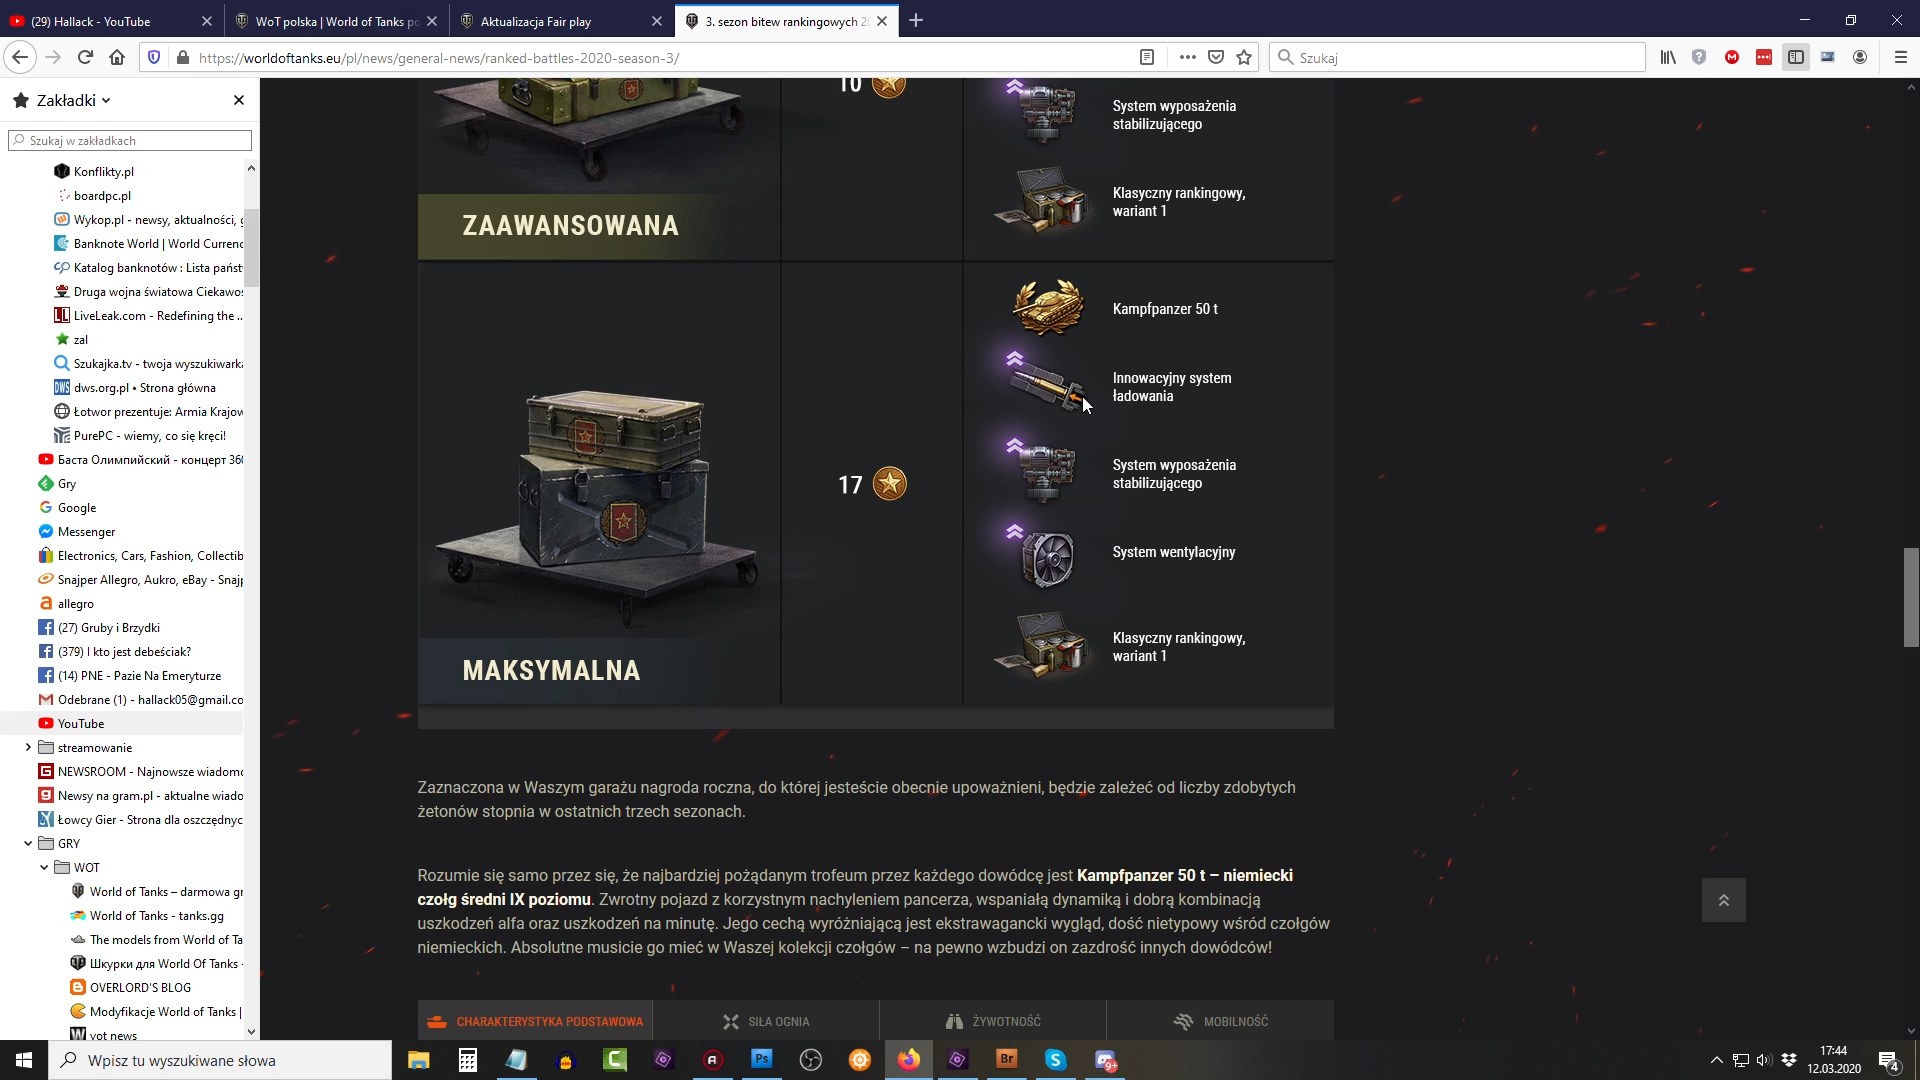 (29) Hallack - YouTube
WoT polska | World of Tanks po
Aktualizacja Fair play
3. sezon bitew rankingowych 2
https://worldoftanks.eu/pl/news/general-news/ranked-battles-2020-season-3/
Szukaj
Zakładki
Szukaj w zakładkach
Konflikty.pl
boardpc.pl
Wykop.pl - newsy, aktualności, g
Banknote World | World Currenc
Katalog banknotów : Lista państ
Druga wojna światowa Ciekawos
LiveLeak.com - Redefining the ...
zal
Szukajka.tv - twoja wyszukiwarka
dws.org.pl • Strona główna
Łotwor prezentuje: Armia Krajow
PurePC - wiemy, co się kręci!
Баста Олимпийский - концерт 360
Gry
Google
Messenger
Electronics, Cars, Fashion, Collectib
Snajper Allegro, Aukro, eBay - Snajp
allegro
(27) Gruby i Brzydki
(379) I kto jest debeściak?
(14) PNE - Pazie Na Emeryturze
Odebrane (1) - hallack05@gmail.co
YouTube
streamowanie
NEWSROOM - Najnowsze wiadomo
Newsy na gram.pl - aktualne wiado
Łowcy Gier - Strona dla oszczędnyc
GRY
WOT
World of Tanks – darmowa gr
World of Tanks - tanks.gg
The models from World of Ta
Шкурки для World Of Tanks -
OVERLORD'S BLOG
Modyfikacje World of Tanks |
vot news
10
System wyposażenia
stabilizującego
Klasyczny rankingowy,
wariant 1
ZAAWANSOWANA
Kampfpanzer 50 t
Innowacyjny system
ładowania
17
System wyposażenia
stabilizującego
System wentylacyjny
Klasyczny rankingowy,
wariant 1
MAKSYMALNA
Zaznaczona w Waszym garażu nagroda roczna, do której jesteście obecnie upoważnieni, będzie zależeć od liczby zdobytych
żetonów stopnia w ostatnich trzech sezonach.
Rozumie się samo przez się, że najbardziej pożądanym trofeum przez każdego dowódcę jest Kampfpanzer 50 t – niemiecki
czołg średni IX poziomu. Zwrotny pojazd z korzystnym nachyleniem pancerza, wspaniałą dynamiką i dobrą kombinacją
uszkodzeń alfa oraz uszkodzeń na minutę. Jego cechą wyróżniającą jest ekstrawagancki wygląd, dość nietypowy wśród czołgów
niemieckich. Absolutne musicie go mieć w Waszej kolekcji czołgów – na pewno wzbudzi on zazdrość innych dowódców!
CHARAKTERYSTYKA PODSTAWOWA
SIŁA OGNIA
ŻYWOTNOŚĆ
MOBILNOŚĆ
Wpisz tu wyszukiwane słowa
Ps
Br
9+
17:44
12.03.2020
4